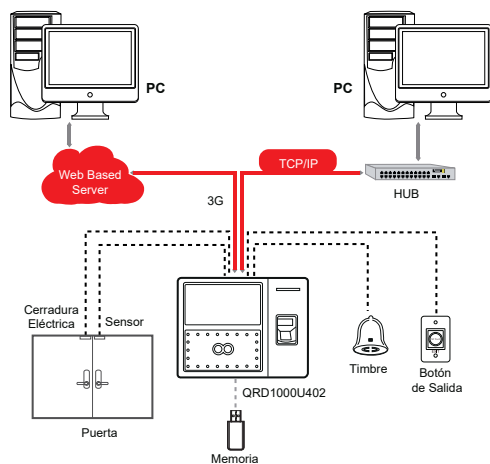 PC
PC
Web Based
Server
TCP/IP
HUB
3G
Cerradura
Eléctrica
Sensor
Timbre
Botón
de Salida
QRD1000U402
Puerta
Memoria